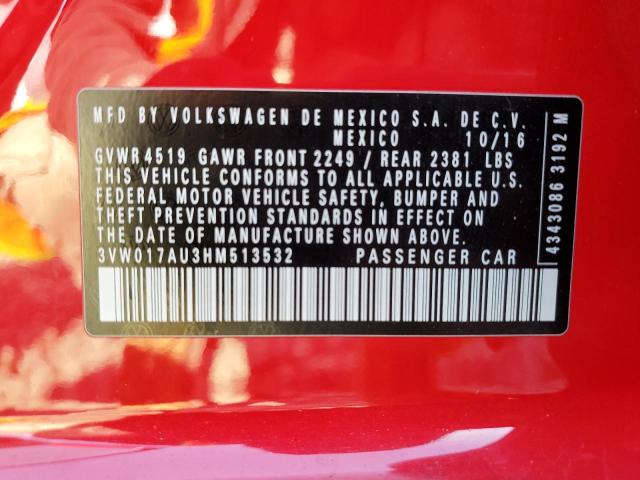 MFD BY VOLKSWAGEN DE MEXICO S.A. DE C.V.
MEXICO 10/16
GVWR4519 GAWR FRONT 2249 / REAR 2381 LBS
THIS VEHICLE CONFORMS TO ALL APPLICABLE U.S.
FEDERAL MOTOR VEHICLE SAFETY, BUMPER AND
THEFT PREVENTION STANDARDS IN EFFECT ON
THE DATE OF MANUFACTURE SHOWN ABOVE.
3VW017AU3HM513532 PASSENGER CAR
4343086 3192 M